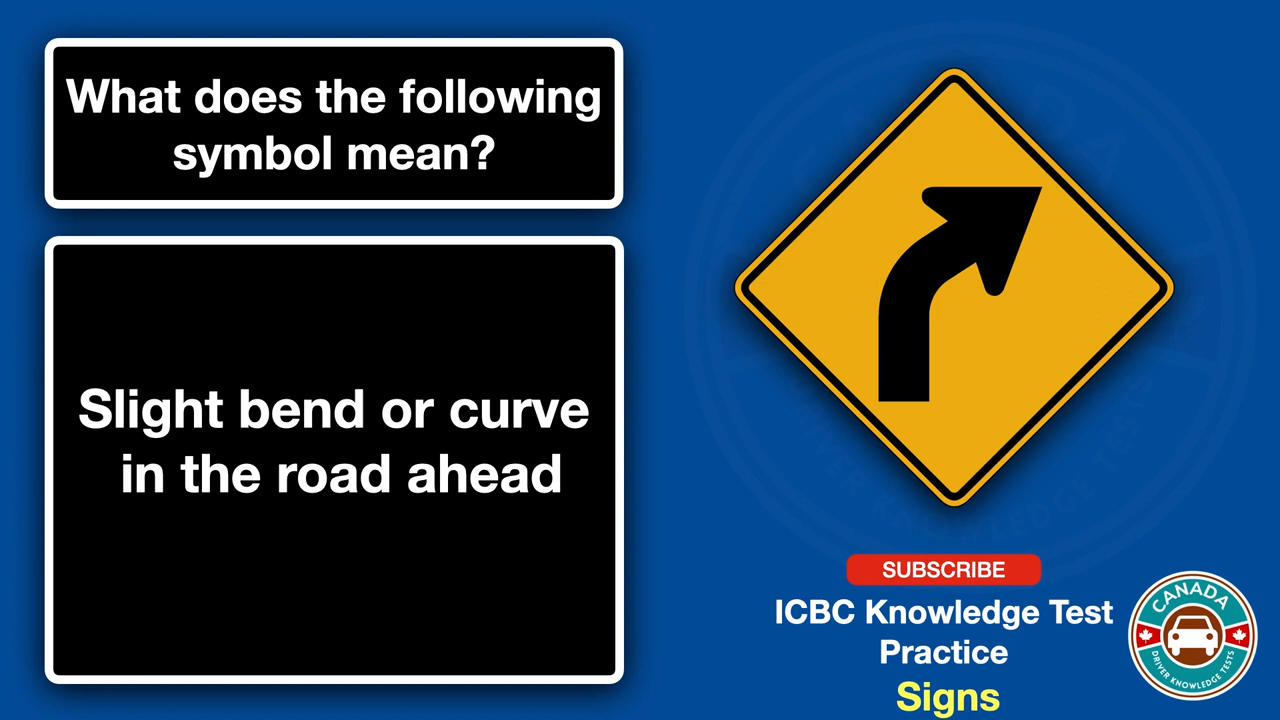 What does the following
symbol mean?
Slight bend or curve
in the road ahead
SUBSCRIBE
ICBC Knowledge Test
Practice
Signs
CANADA
DRIVER KNOWLEDGE TESTS